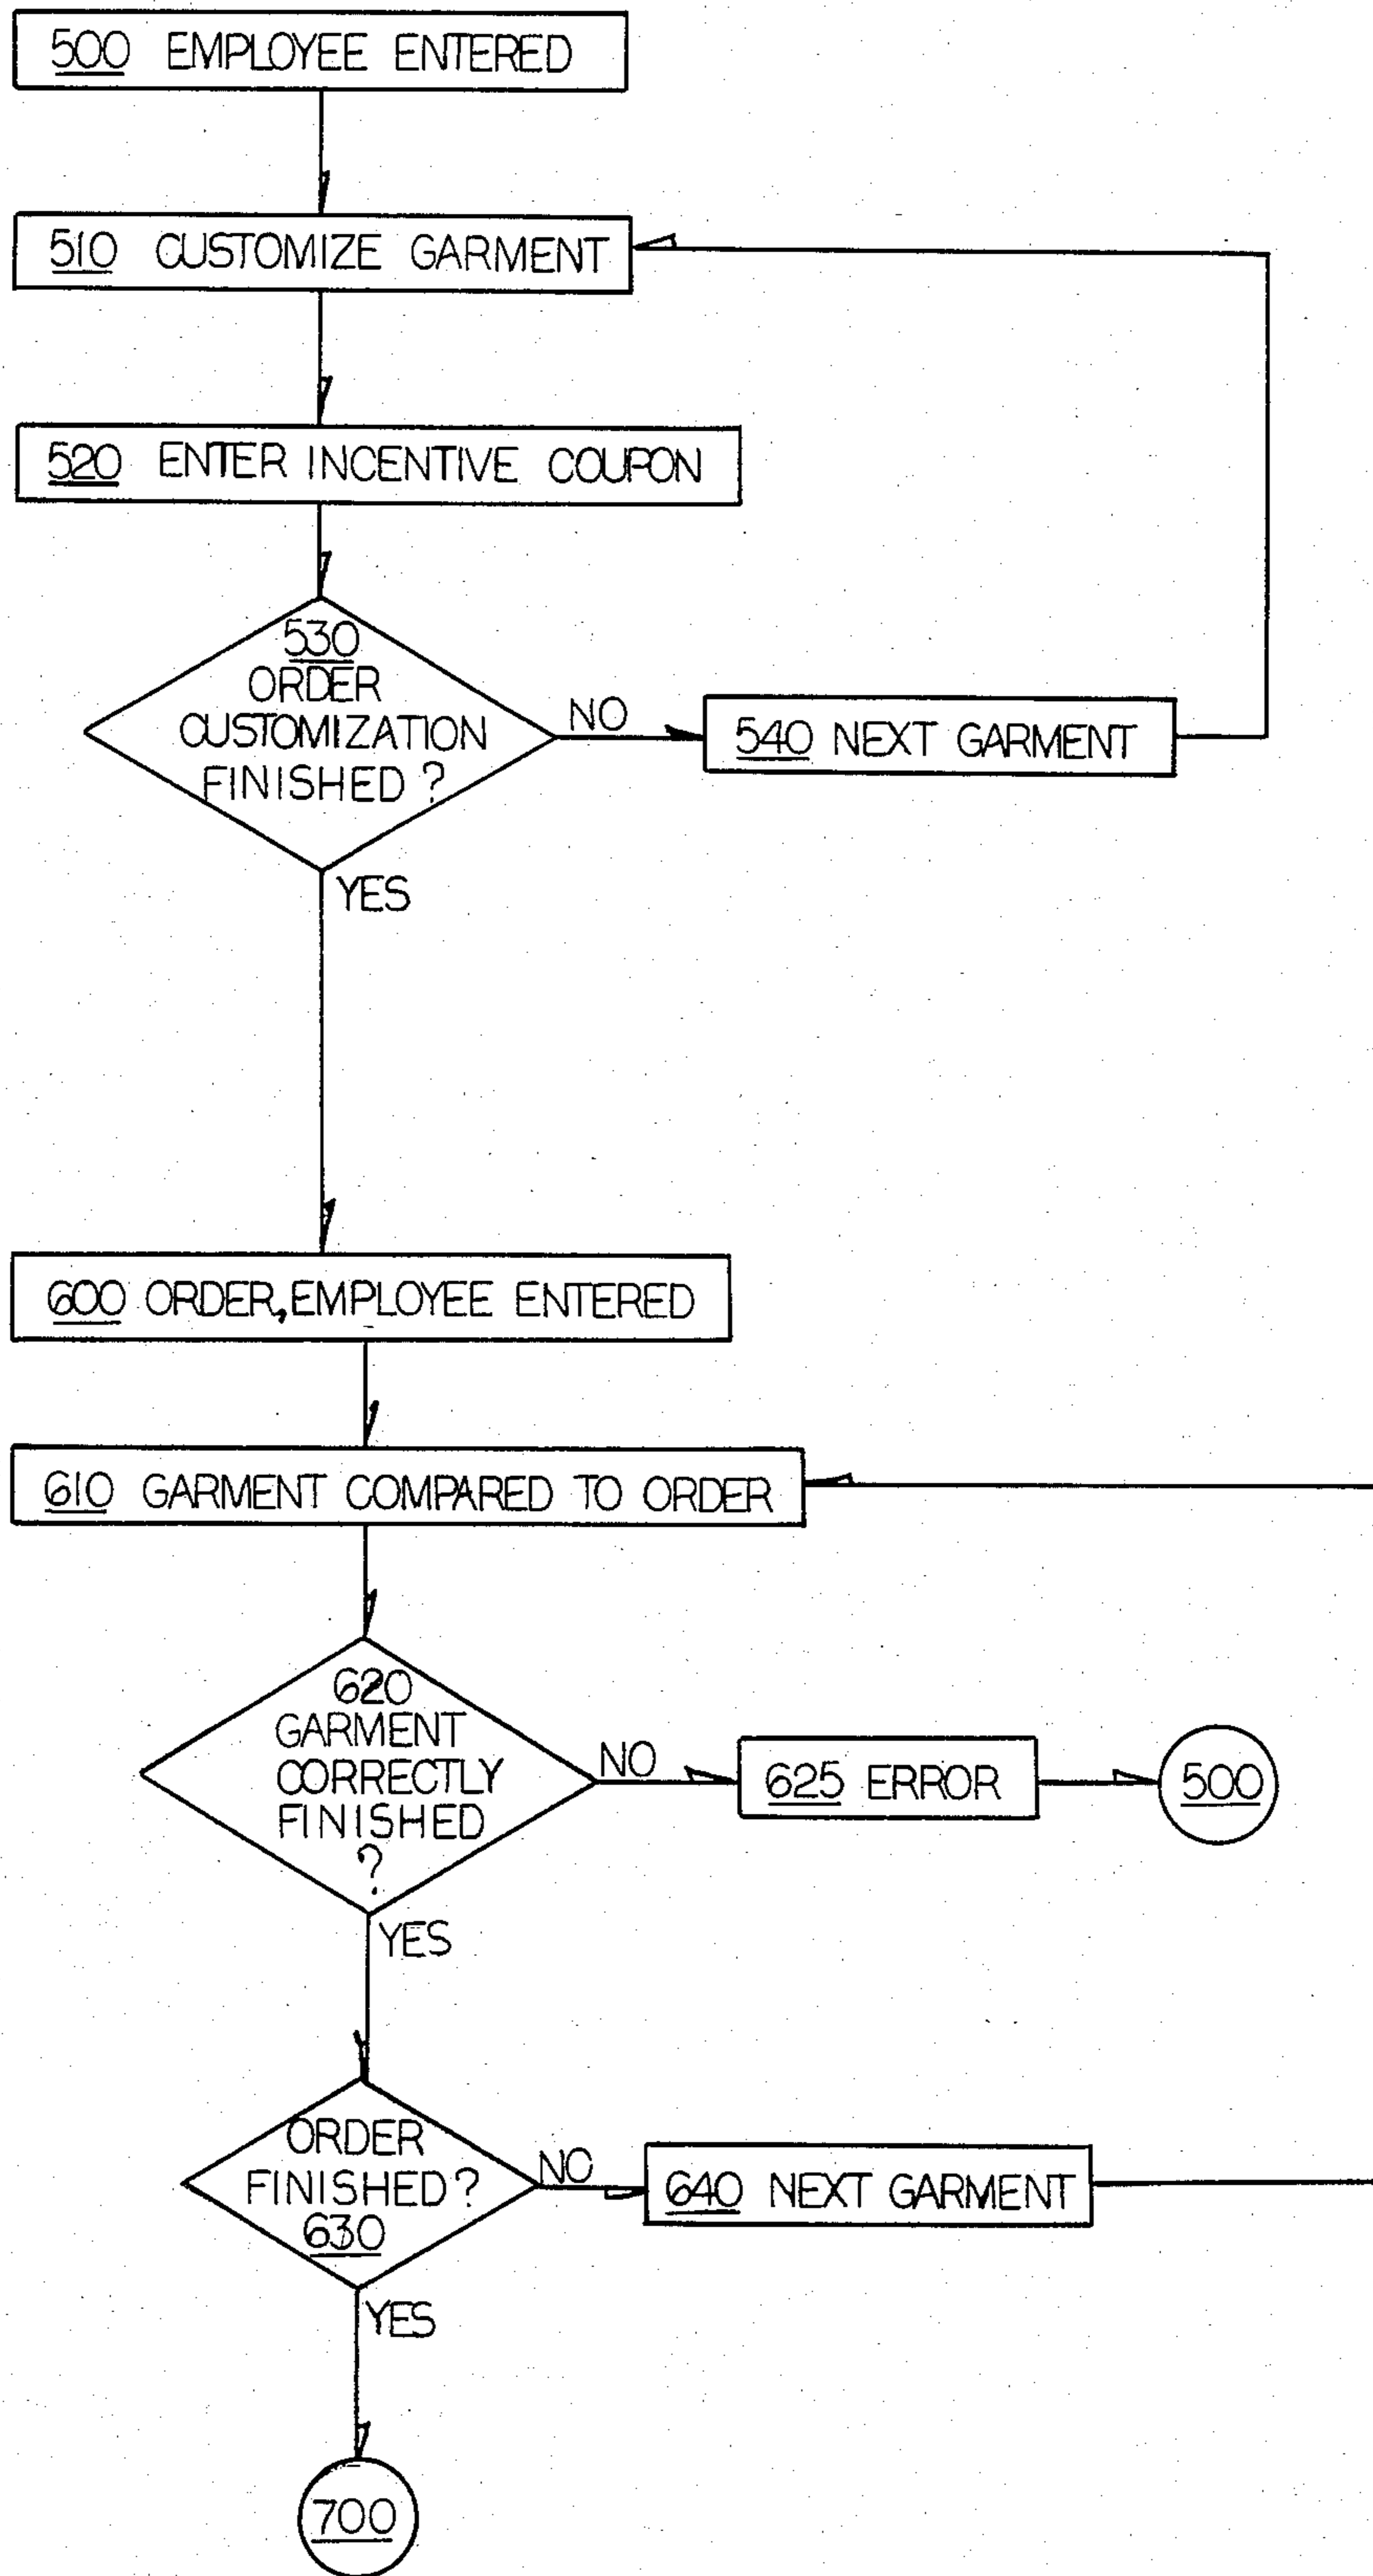 500 EMPLOYEE ENTERED
510 CUSTOMIZE GARMENT
520 ENTER INCENTIVE COUPON
530
ORDER
CUSTOMIZATION
FINISHED ?
NO
540 NEXT GARMENT
YES
600 ORDER, EMPLOYEE ENTERED
610 GARMENT COMPARED TO ORDER
620
GARMENT
CORRECTLY
FINISHED
?
NO
625 ERROR
500
YES
ORDER
FINISHED ?
630
NO
640 NEXT GARMENT
YES
700